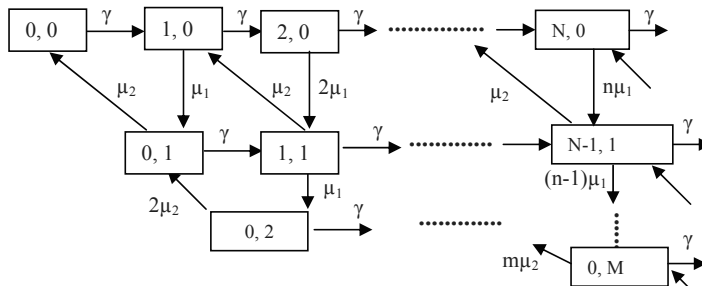 γ γ γ γ
0, 0 1, 0 2, 0 N, 0
μ₂ μ₁ μ₂ 2μ₁ μ₂ nμ₁
γ γ γ
0, 1 1, 1 N-1, 1
2μ₂ μ₁ (n-1)μ₁
γ
0, 2
γ
mμ₂ 0, M